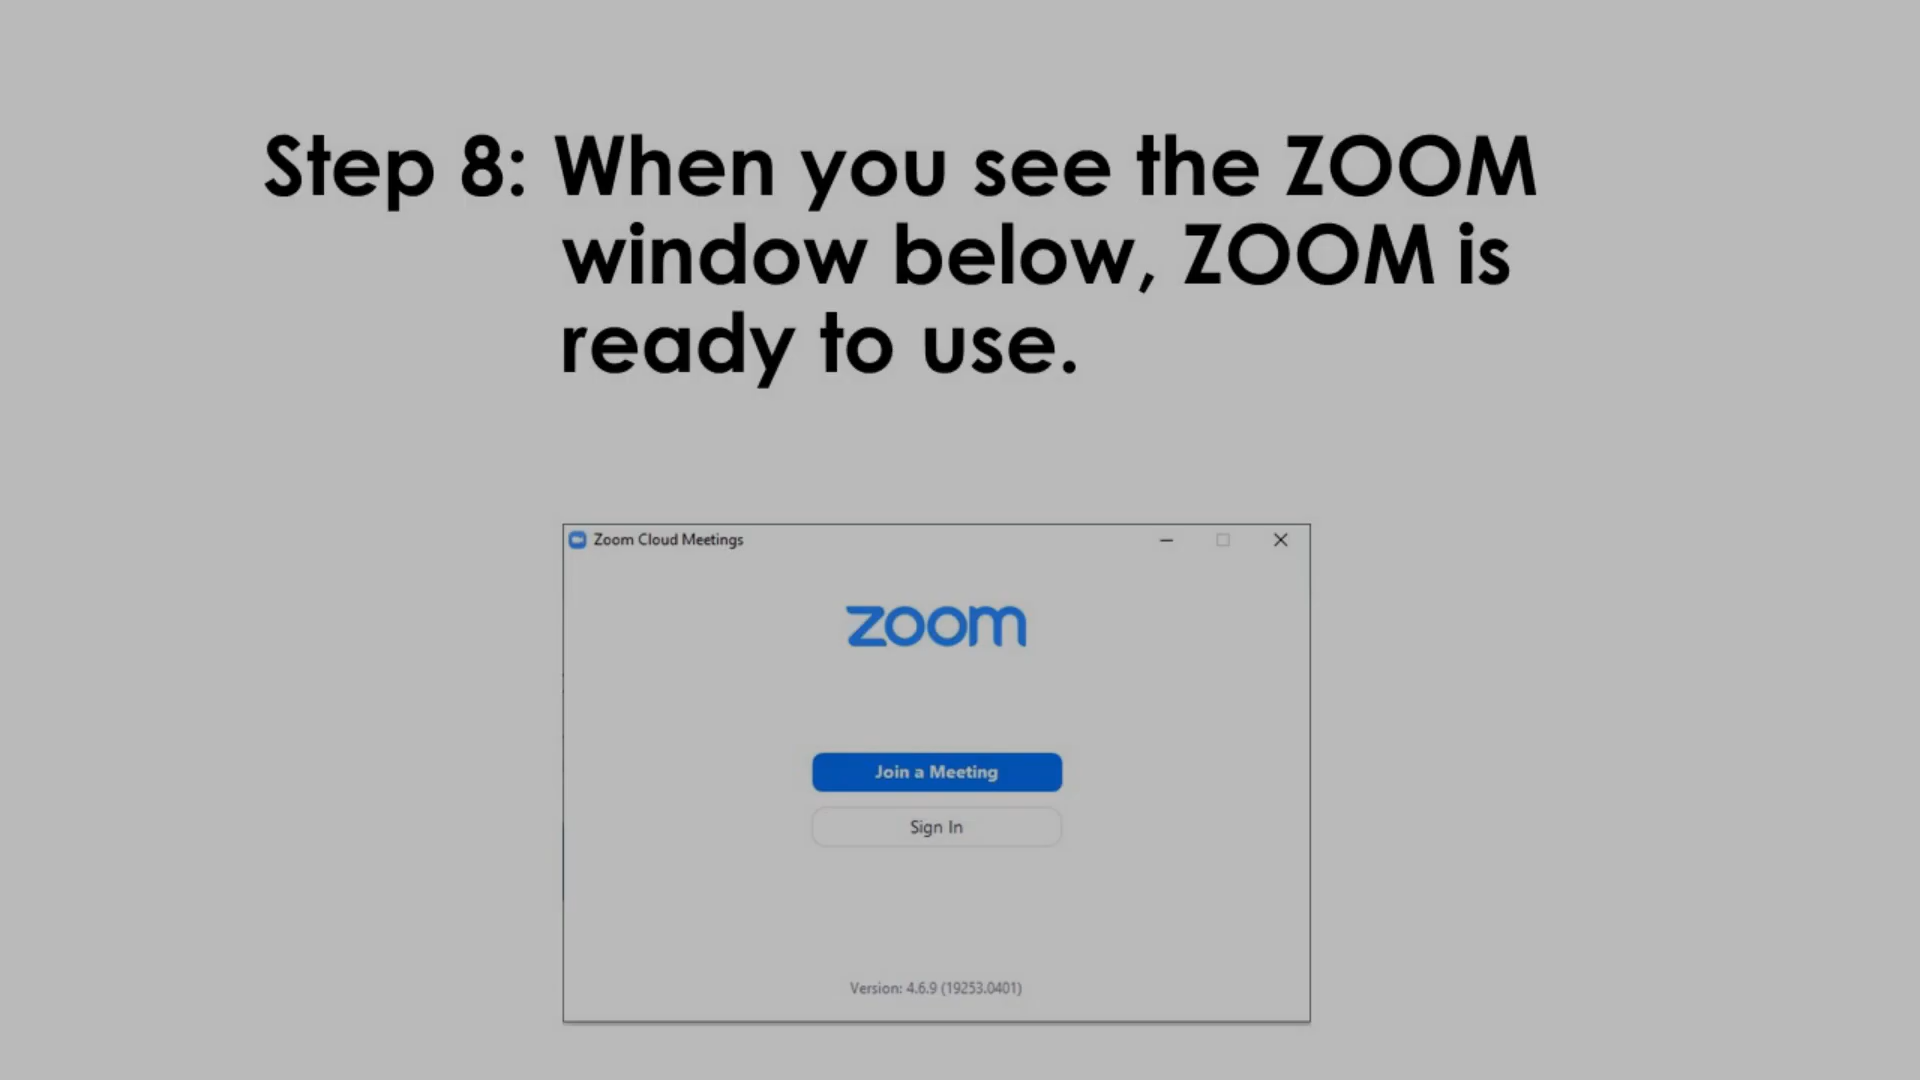 Step 8: When you see the ZOOM
window below, ZOOM is
ready to use.
Zoom Cloud Meetings
zoom
Join a Meeting
Sign In
Version: 4.6.9 (19253.0401)